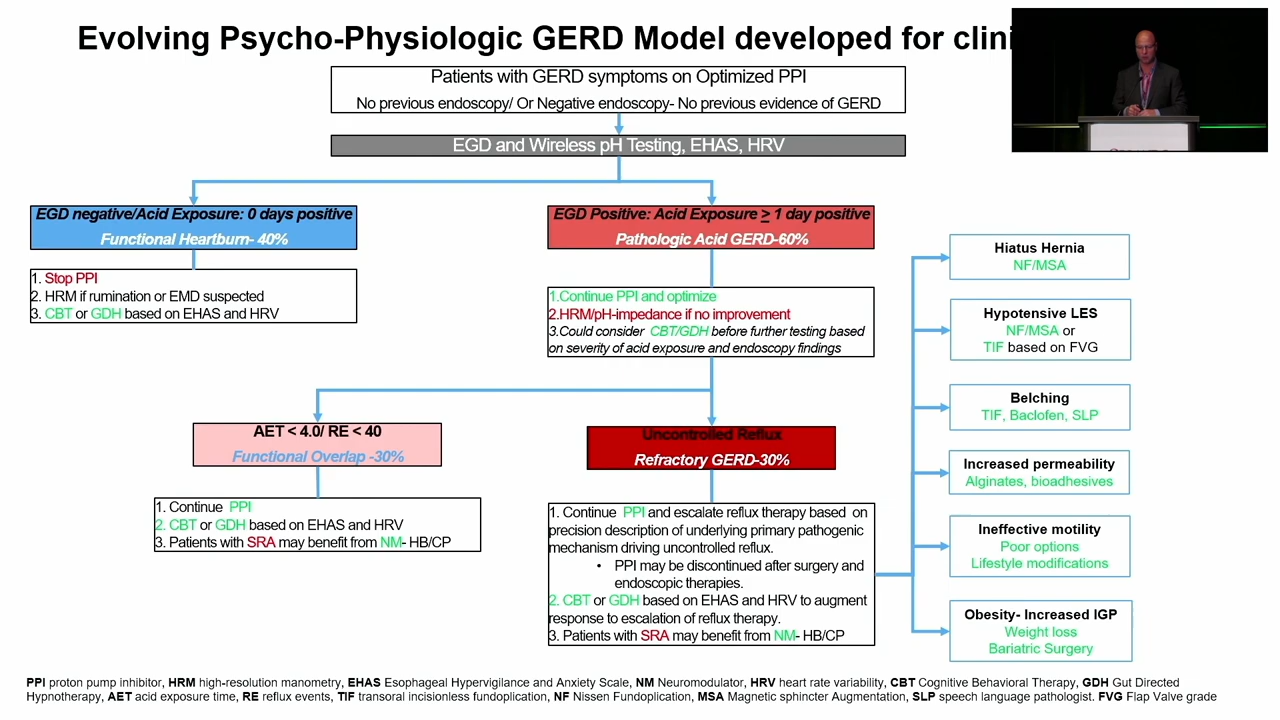 Evolving Psycho-Physiologic GERD Model developed for clini
Patients with GERD symptoms on Optimized PPI
No previous endoscopy/ Or Negative endoscopy- No previous evidence of GERD
EGD and Wireless pH Testing, EHAS, HRV
EGD negative/Acid Exposure: 0 days positive
Functional Heartburn- 40%
1. Stop PPI
2. HRM if rumination or EMD suspected
3. CBT or GDH based on EHAS and HRV
EGD Positive: Acid Exposure > 1 day positive
Pathologic Acid GERD-60%
1.Continue PPI and optimize
2.HRM/pH-impedance if no improvement
3.Could consider CBT/GDH before further testing based
on severity of acid exposure and endoscopy findings
AET < 4.0/ RE < 40
Functional Overlap -30%
1. Continue PPI
2. CBT or GDH based on EHAS and HRV
3. Patients with SRA may benefit from NM- HB/CP
Uncontrolled Reflux
Refractory GERD-30%
1. Continue PPI and escalate reflux therapy based on
precision description of underlying primary pathogenic
mechanism driving uncontrolled reflux.
• PPI may be discontinued after surgery and
endoscopic therapies.
2. CBT or GDH based on EHAS and HRV to augment
response to escalation of reflux therapy.
3. Patients with SRA may benefit from NM- HB/CP
Hiatus Hernia
NF/MSA
Hypotensive LES
NF/MSA or
TIF based on FVG
Belching
TIF, Baclofen, SLP
Increased permeability
Alginates, bioadhesives
Ineffective motility
Poor options
Lifestyle modifications
Obesity- Increased IGP
Weight loss
Bariatric Surgery
PPI proton pump inhibitor, HRM high-resolution manometry, EHAS Esophageal Hypervigilance and Anxiety Scale, NM Neuromodulator, HRV heart rate variability, CBT Cognitive Behavioral Therapy, GDH Gut Directed
Hypnotherapy, AET acid exposure time, RE reflux events, TIF transoral incisionless fundoplication, NF Nissen Fundoplication, MSA Magnetic sphincter Augmentation, SLP speech language pathologist. FVG Flap Valve grade